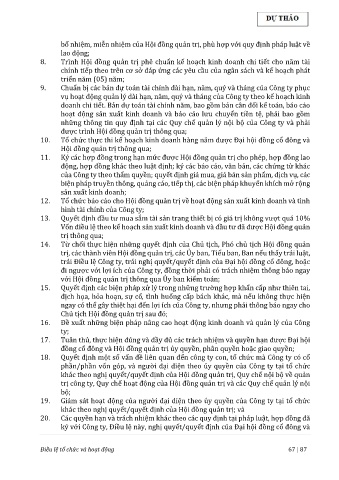 DỰ THẢO
bổ nhiệm, miễn nhiệm của Hội đồng quản trị, phù hợp với quy định pháp luật về
lao động;
8. Trình Hội đồng quản trị phê chuẩn kế hoạch kinh doanh chi tiết cho năm tài
chính tiếp theo trên cơ sở đáp ứng các yêu cầu của ngân sách và kế hoạch phát
triển năm (05) năm;
9. Chuẩn bị các bản dự toán tài chính dài hạn, năm, quý và tháng của Công ty phục
vụ hoạt động quản lý dài hạn, năm, quý và tháng của Công ty theo kế hoạch kinh
doanh chi tiết. Bản dự toán tài chính năm, bao gồm bản cân đối kế toán, báo cáo
hoạt động sản xuất kinh doanh và báo cáo lưu chuyển tiền tệ, phải bao gồm
những thông tin quy định tại các Quy chế quản lý nội bộ của Công ty và phải
được trình Hội đồng quản trị thông qua;
10. Tổ chức thực thi kế hoạch kinh doanh hàng năm được Đại hội đồng cổ đông và
Hội đồng quản trị thông qua;
11. Ký các hợp đồng trong hạn mức được Hội đồng quản trị cho phép, hợp đồng lao
động, hợp đồng khác theo luật định; ký các báo cáo, văn bản, các chứng từ khác
của Công ty theo thẩm quyền; quyết định giá mua, giá bán sản phẩm, dịch vụ, các
biện pháp truyền thông, quảng cáo, tiếp thị, các biện pháp khuyến khích mở rộng
sản xuất kinh doanh;
12. Tổ chức báo cáo cho Hội đồng quản trị về hoạt động sản xuất kinh doanh và tình
hình tài chính của Công ty;
13. Quyết định đầu tư mua sắm tài sản trang thiết bị có giá trị không vượt quá 10%
Vốn điều lệ theo kế hoạch sản xuất kinh doanh và đầu tư đã được Hội đồng quản
trị thông qua;
14. Từ chối thực hiện những quyết định của Chủ tịch, Phó chủ tịch Hội đồng quản
trị, các thành viên Hội đồng quản trị, các Ủy ban, Tiểu ban, Ban nếu thấy trái luật,
trái Điều lệ Công ty, trái nghị quyết/quyết định của Đại hội đồng cổ đông, hoặc
đi ngược với lợi ích của Công ty, đồng thời phải có trách nhiệm thông báo ngay
với Hội đồng quản trị thông qua Ủy ban kiểm toán;
15. Quyết định các biện pháp xử lý trong những trường hợp khẩn cấp như thiên tai,
dịch họa, hỏa hoạn, sự cố, tình huống cấp bách khác, mà nếu không thực hiện
ngay có thể gây thiệt hại đến lợi ích của Công ty, nhưng phải thông báo ngay cho
Chủ tịch Hội đồng quản trị sau đó;
16. Đề xuất những biện pháp nâng cao hoạt động kinh doanh và quản lý của Công
ty;
17. Tuân thủ, thực hiện đúng và đầy đủ các trách nhiệm và quyền hạn được Đại hội
đồng cổ đông và Hội đồng quản trị ủy quyền, phân quyền hoặc giao quyền;
18. Quyết định một số vấn đề liên quan đến công ty con, tổ chức mà Công ty có cổ
phần/phần vốn góp, và người đại diện theo ủy quyền của Công ty tại tổ chức
khác theo nghị quyết/quyết định của Hội đồng quản trị, Quy chế nội bộ về quản
trị công ty, Quy chế hoạt động của Hội đồng quản trị và các Quy chế quản lý nội
bộ;
19. Giám sát hoạt động của người đại diện theo ủy quyền của Công ty tại tổ chức
khác theo nghị quyết/quyết định của Hội đồng quản trị; và
20. Các quyền hạn và trách nhiệm khác theo các quy định tại pháp luật, hợp đồng đã
ký với Công ty, Điều lệ này, nghị quyết/quyết định của Đại hội đồng cổ đông và
Điều lệ tổ chức và hoạt động 67 | 87